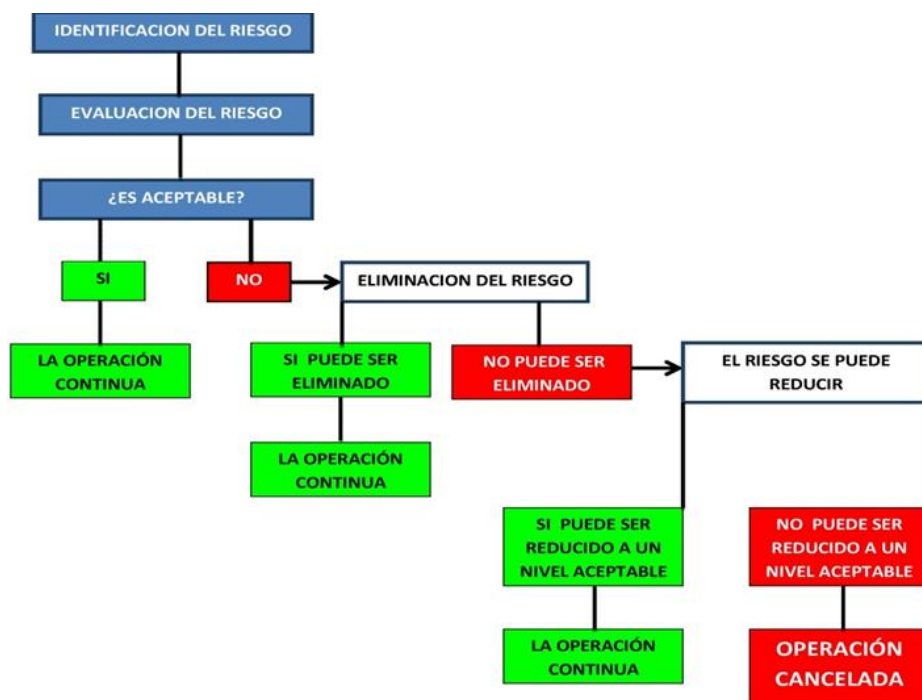 IDENTIFICACION DEL RIESGO
EVALUACION DEL RIESGO
¿ES ACEPTABLE?
SI
NO
ELIMINACION DEL RIESGO
LA OPERACIÓN
CONTINUA
SI PUEDE SER
ELIMINADO
NO PUEDE SER
ELIMINADO
EL RIESGO SE PUEDE
REDUCIR
LA OPERACIÓN
CONTINUA
SI PUEDE SER
REDUCIDO A UN
NIVEL ACEPTABLE
NO PUEDE SER
REDUCIDO A UN
NIVEL ACEPTABLE
LA OPERACIÓN
CONTINUA
OPERACIÓN
CANCELADA